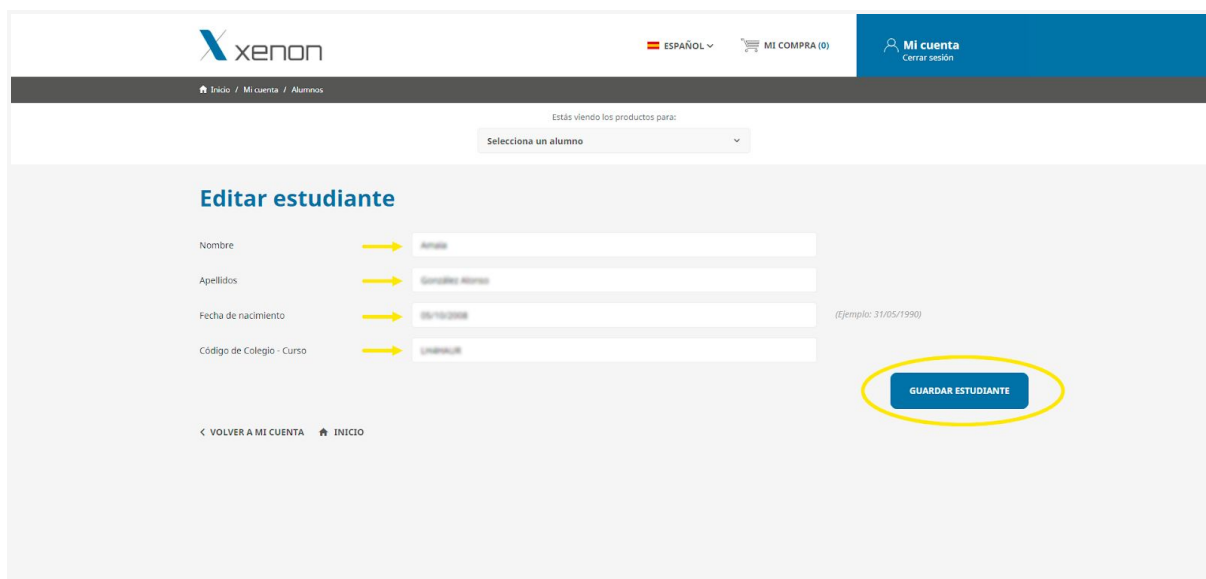 xenon
ESPAÑOL
MI COMPRA (0)
Mi cuenta
Cerrar sesión
Inicio / Mi cuenta / Alumnos
Estás viendo los productos para:
Selecciona un alumno
Editar estudiante
Nombre
Apellidos
Fecha de nacimiento
(Ejemplo: 31/05/1990)
Código de Colegio - Curso
GUARDAR ESTUDIANTE
< VOLVER A MI CUENTA INICIO